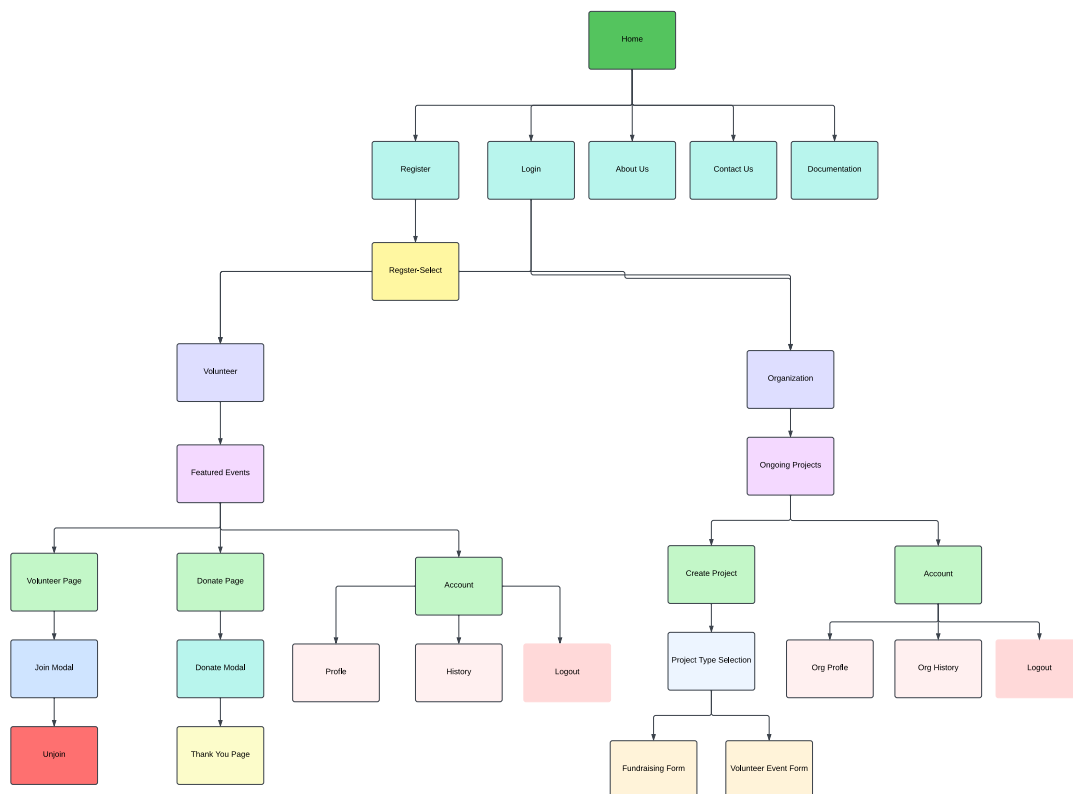 Home
Register
Login
About Us
Contact Us
Documentation
Regster-Select
Volunteer
Organization
Featured Events
Ongoing Projects
Volunteer Page
Donate Page
Account
Create Project
Account
Join Modal
Donate Modal
Profle
History
Logout
Project Type Selection
Org Profle
Org History
Logout
Unjoin
Thank You Page
Fundraising Form
Volunteer Event Form